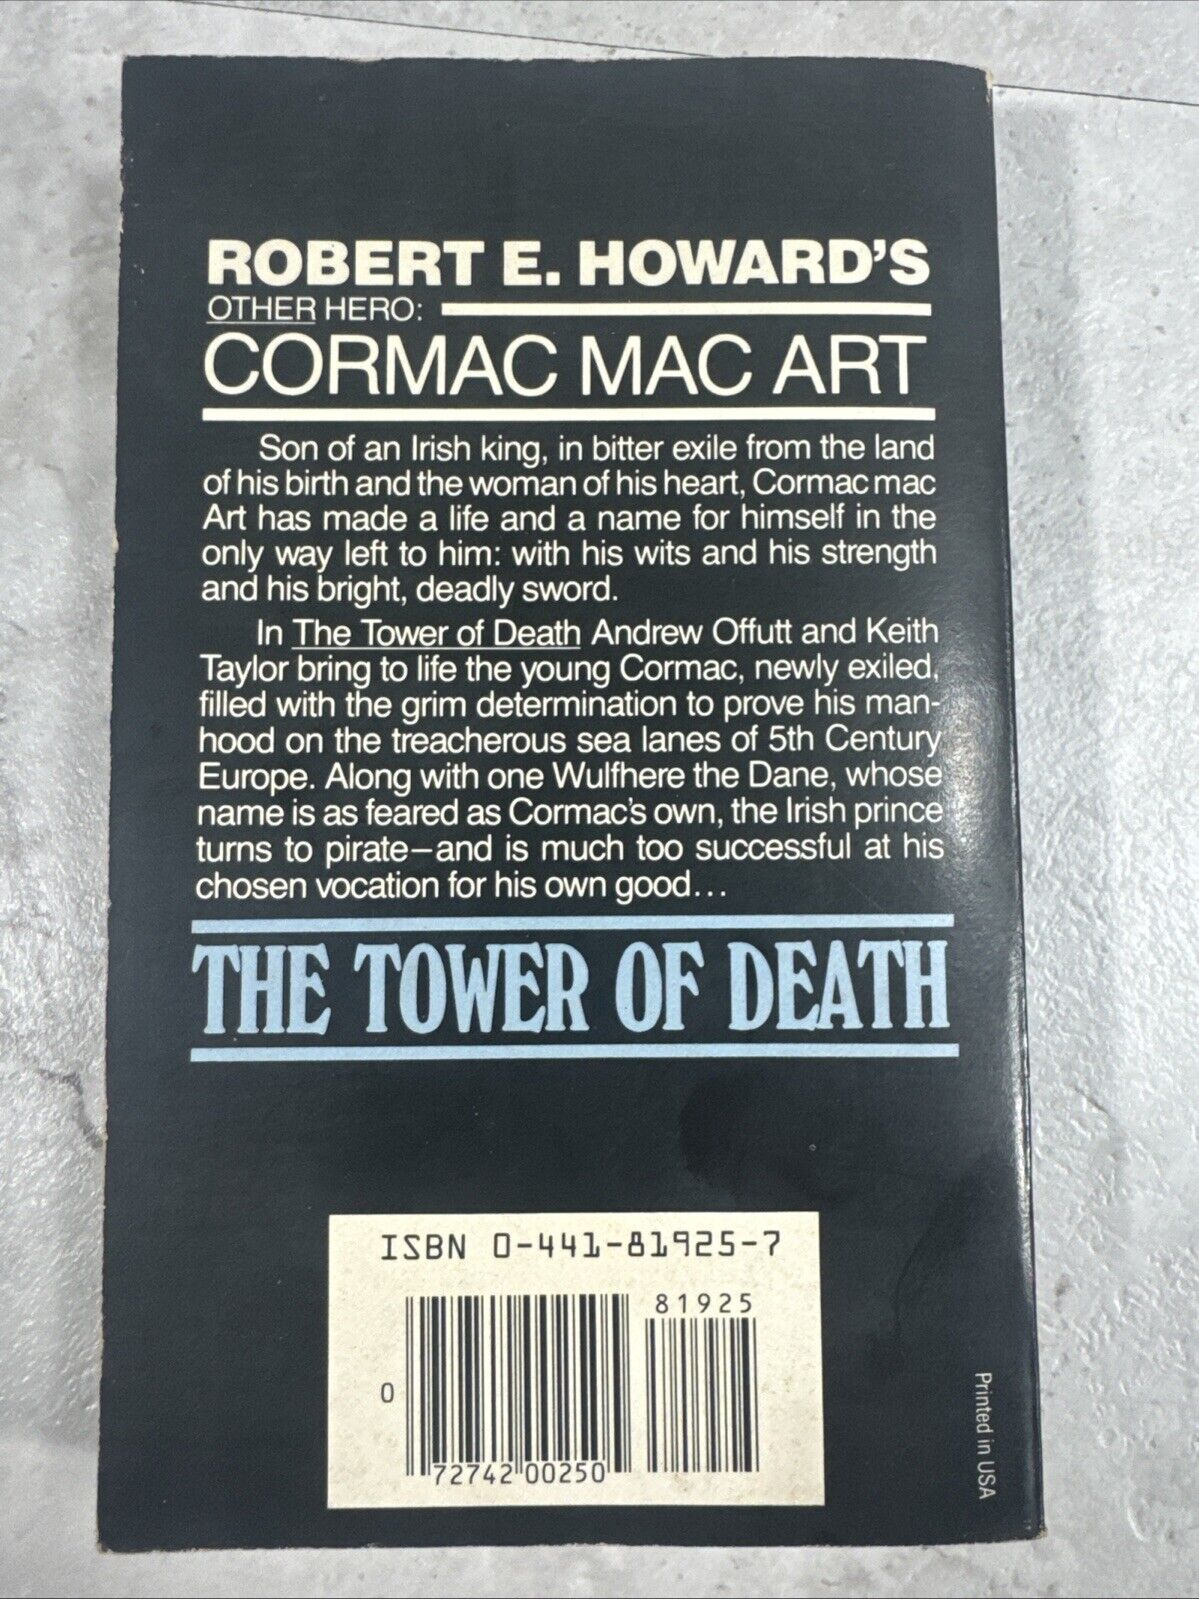 ROBERT E. HOWARD'S
OTHER HERO:
CORMAC MAC ART
Son of an Irish king, in bitter exile from the land
of his birth and the woman of his heart, Cormac mac
Art has made a life and a name for himself in the
only way left to him: with his wits and his strength
and his bright, deadly sword.
In The Tower of Death Andrew Offutt and Keith
Taylor bring to life the young Cormac, newly exiled,
filled with the grim determination to prove his man-
hood on the treacherous sea lanes of 5th Century
Europe. Along with one Wulfhere the Dane, whose
name is as feared as Cormac's own, the Irish prince
turns to pirate—and is much too successful at his
chosen vocation for his own good...
THE TOWER OF DEATH
ISBN 0-441-81925-7
81925
0
72742 00250
Printed in USA